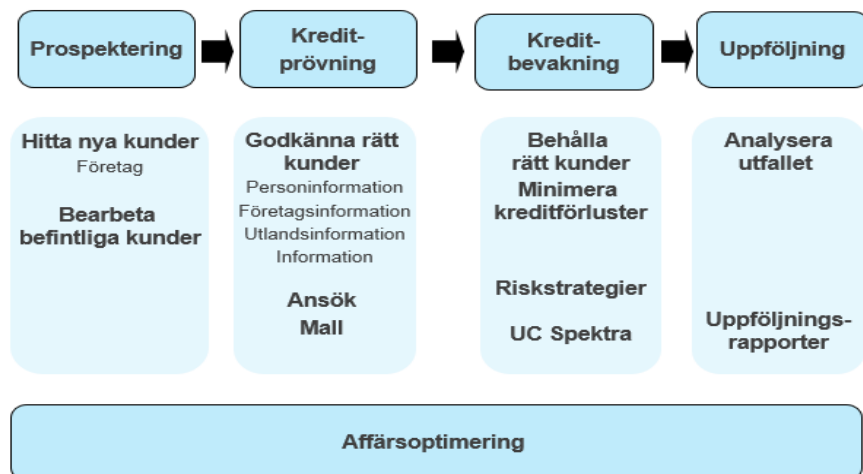 Prospektering
Kredit-
prövning
Kredit-
bevakning
Uppföljning
Hitta nya kunder
Företag
Bearbeta
befintliga kunder
Godkänna rätt
kunder
Personinformation
Företagsinformation
Utlandsinformation
Information
Ansök
Mall
Behålla
rätt kunder
Minimera
kreditförluster
Riskstrategier
UC Spektra
Analysera
utfallet
Uppföljnings-
rapporter
Affärsoptimering